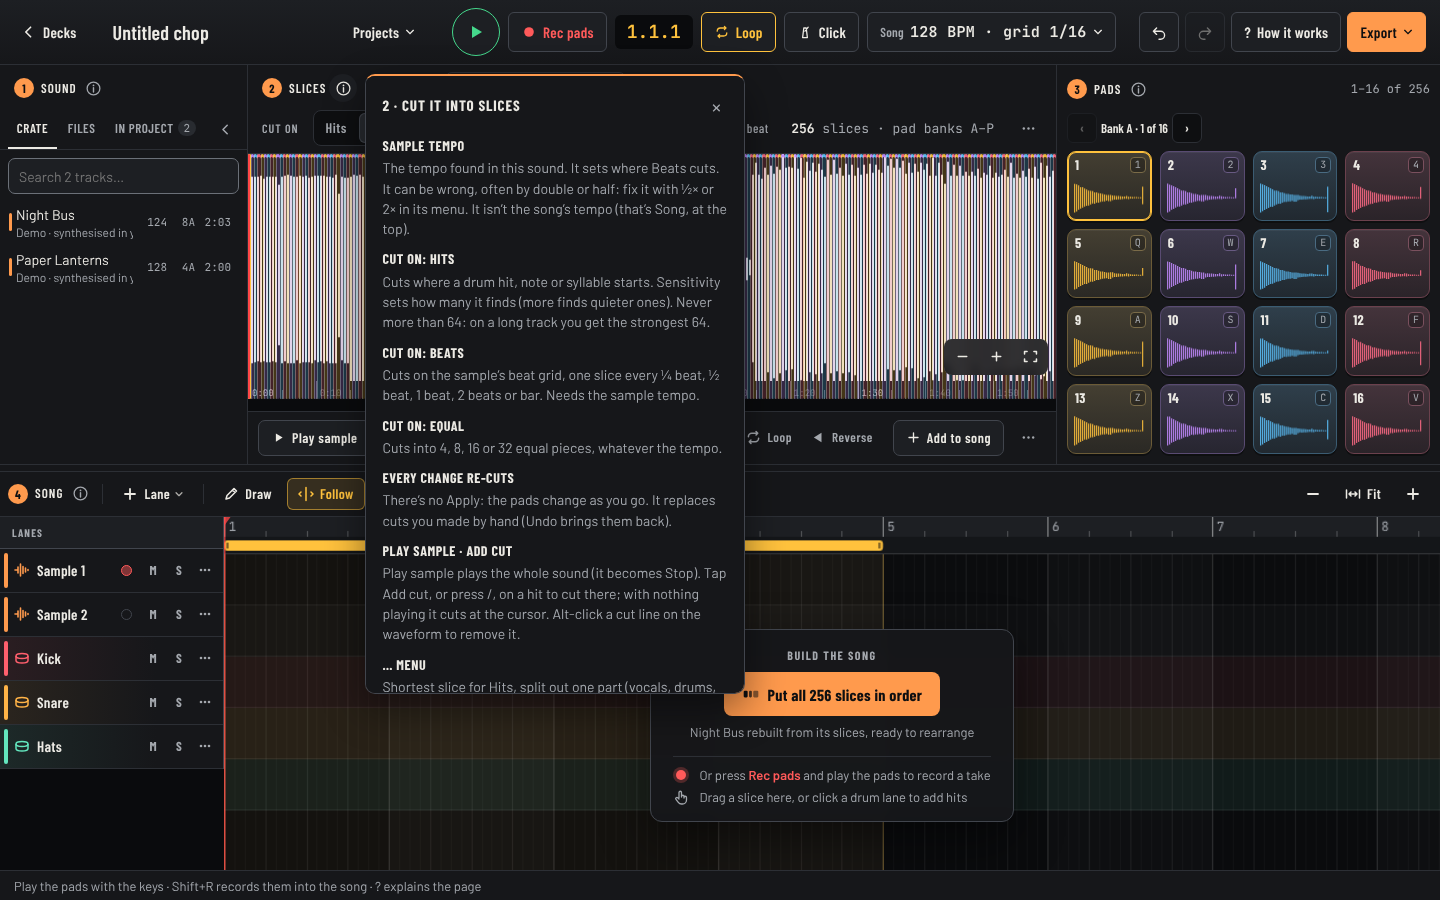 Decks
Untitled chop
Projects
Rec pads
1.1.1
Loop
Click
Song 128 BPM · grid 1/16
? How it works
Export
1 SOUND
2 SLICES
3 PADS
1-16 of 256
CRATE
FILES
IN PROJECT 2
CUT ON
Hits
beat
256 slices · pad banks A-P
Bank A · 1 of 16
Search 2 tracks...
Night Bus
124 8A 2:03
Demo · synthesised in y
Paper Lanterns
128 4A 2:00
Demo · synthesised in y
2 · CUT IT INTO SLICES
SAMPLE TEMPO
The tempo found in this sound. It sets where Beats cuts.
It can be wrong, often by double or half: fix it with ½× or
2× in its menu. It isn't the song's tempo (that's Song, at the
top).
CUT ON: HITS
Cuts where a drum hit, note or syllable starts. Sensitivity
sets how many it finds (more finds quieter ones). Never
more than 64: on a long track you get the strongest 64.
CUT ON: BEATS
Cuts on the sample's beat grid, one slice every ¼ beat, ½
beat, 1 beat, 2 beats or bar. Needs the sample tempo.
CUT ON: EQUAL
Cuts into 4, 8, 16 or 32 equal pieces, whatever the tempo.
EVERY CHANGE RE-CUTS
There's no Apply: the pads change as you go. It replaces
cuts you made by hand (Undo brings them back).
PLAY SAMPLE · ADD CUT
Play sample plays the whole sound (it becomes Stop). Tap
Add cut, or press /, on a hit to cut there; with nothing
playing it cuts at the cursor. Alt-click a cut line on the
waveform to remove it.
... MENU
Shortest slice for Hits, split out one part (vocals, drums,
0:00
0:10
1:20
1:30
1:40
1:50
1 1
2 2
3 3
4 4
5 Q
6 W
7 E
8 R
9 A
10 S
11 D
12 F
13 Z
14 X
15 C
16 V
Play sample
Loop
Reverse
Add to song
4 SONG
Lane
Draw
Follow
Fit
LANES
1
5
6
7
8
Sample 1 M S
Sample 2 M S
Kick M S
Snare M S
Hats M S
BUILD THE SONG
Put all 256 slices in order
Night Bus rebuilt from its slices, ready to rearrange
Or press Rec pads and play the pads to record a take
Drag a slice here, or click a drum lane to add hits
Play the pads with the keys · Shift+R records them into the song · ? explains the page